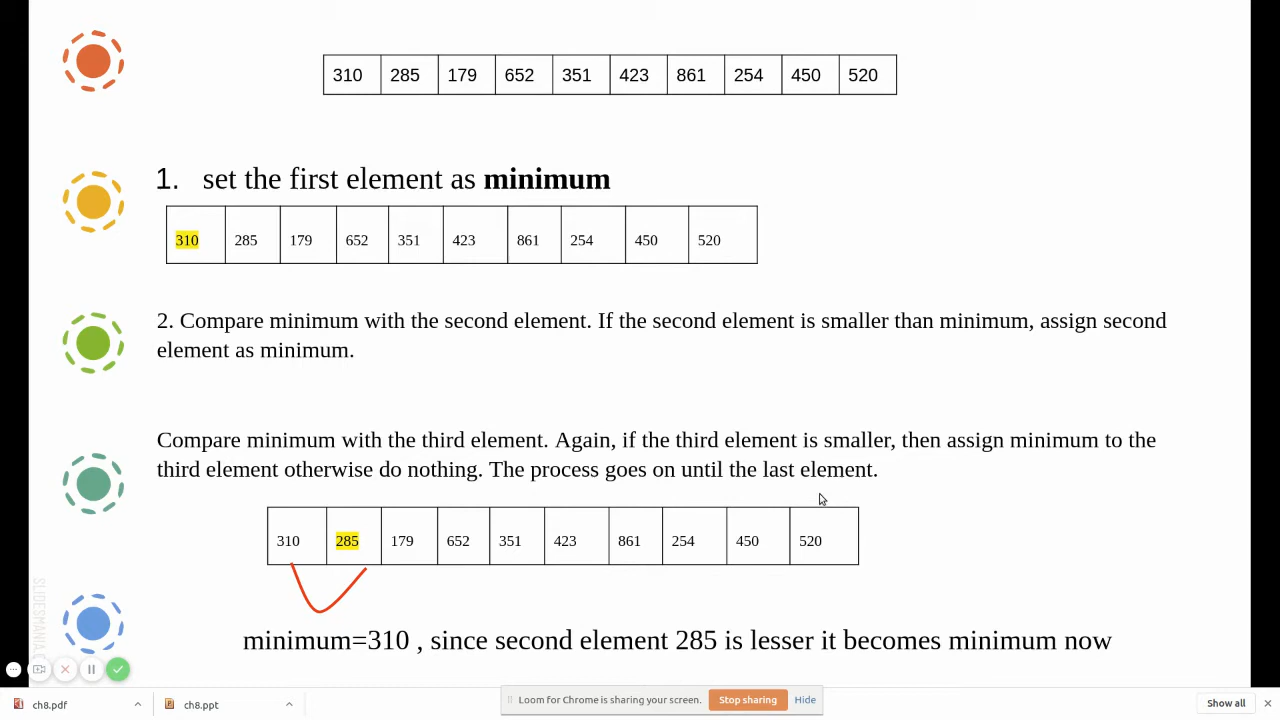 310 285 179 652 351 423 861 254 450 520
1. set the first element as minimum
310 285 179 652 351 423 861 254 450 520
2. Compare minimum with the second element. If the second element is smaller than minimum, assign second
element as minimum.
Compare minimum with the third element. Again, if the third element is smaller, then assign minimum to the
third element otherwise do nothing. The process goes on until the last element.
310 285 179 652 351 423 861 254 450 520
minimum=310 , since second element 285 is lesser it becomes minimum now
ch8.pdf
ch8.ppt
Loom for Chrome is sharing your screen. Stop sharing Hide
Show all